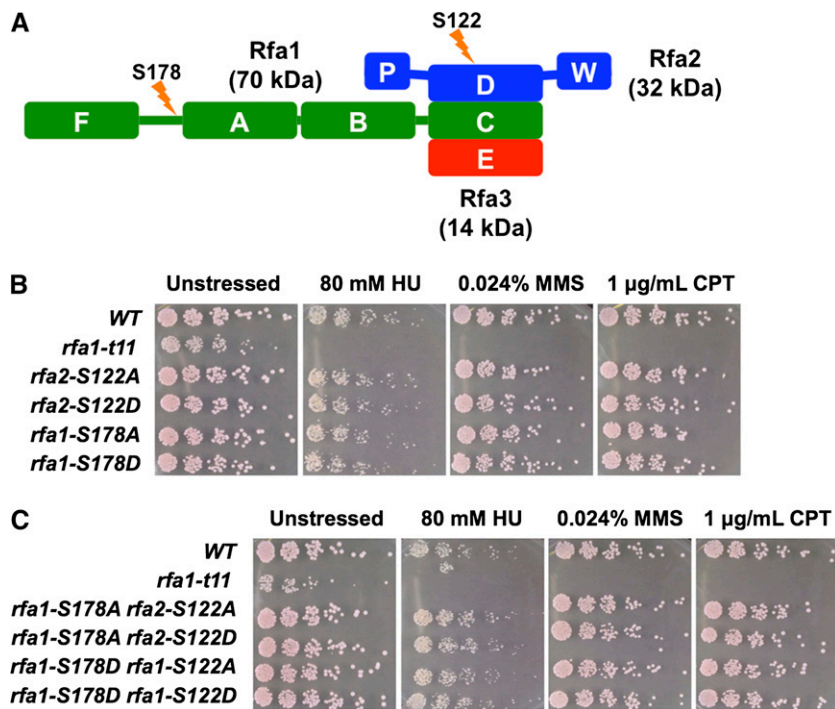 A
S178
Rfa1
(70 kDa)
S122
P
D
W
Rfa2
(32 kDa)
F
A
B
C
E
Rfa3
(14 kDa)
B
Unstressed 80 mM HU 0.024% MMS 1 µg/mL CPT
WT
rfa1-t11
rfa2-S122A
rfa2-S122D
rfa1-S178A
rfa1-S178D
C
Unstressed 80 mM HU 0.024% MMS 1 µg/mL CPT
WT
rfa1-t11
rfa1-S178A rfa2-S122A
rfa1-S178A rfa2-S122D
rfa1-S178D rfa1-S122A
rfa1-S178D rfa1-S122D